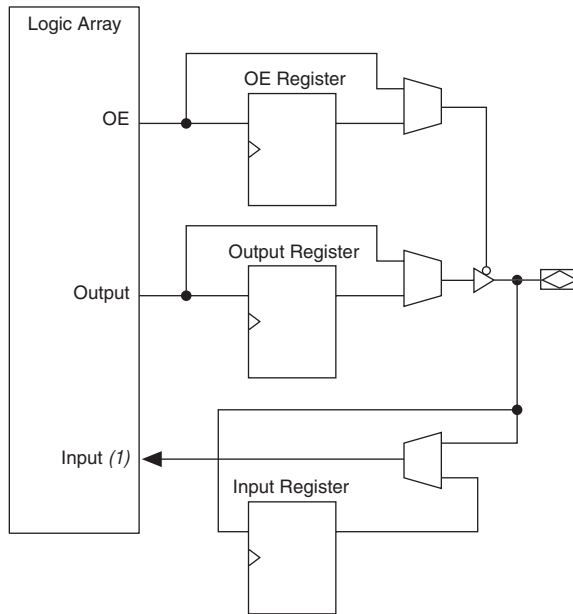 Logic Array
OE Register
OE
Output Register
Output
Input (1)
Input Register